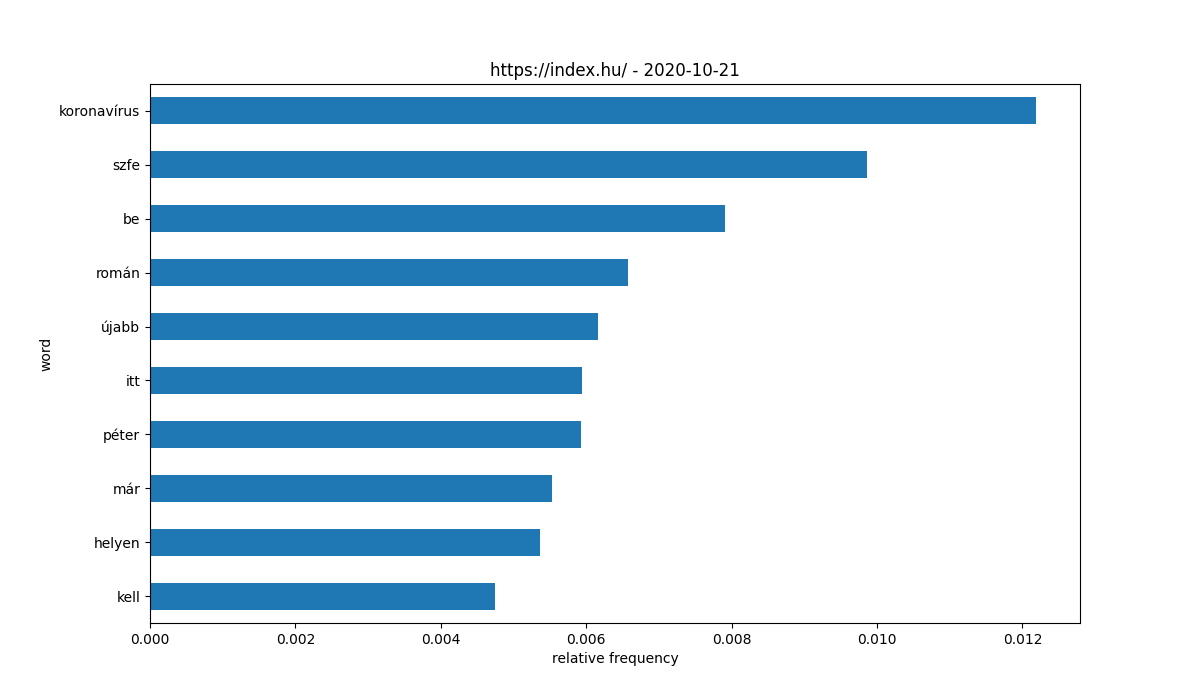 https://index.hu/ - 2020-10-21
koronavírus
szfe
be
román
újabb
itt
péter
már
helyen
kell
word
0.000 0.002 0.004 0.006 0.008 0.010 0.012
relative frequency